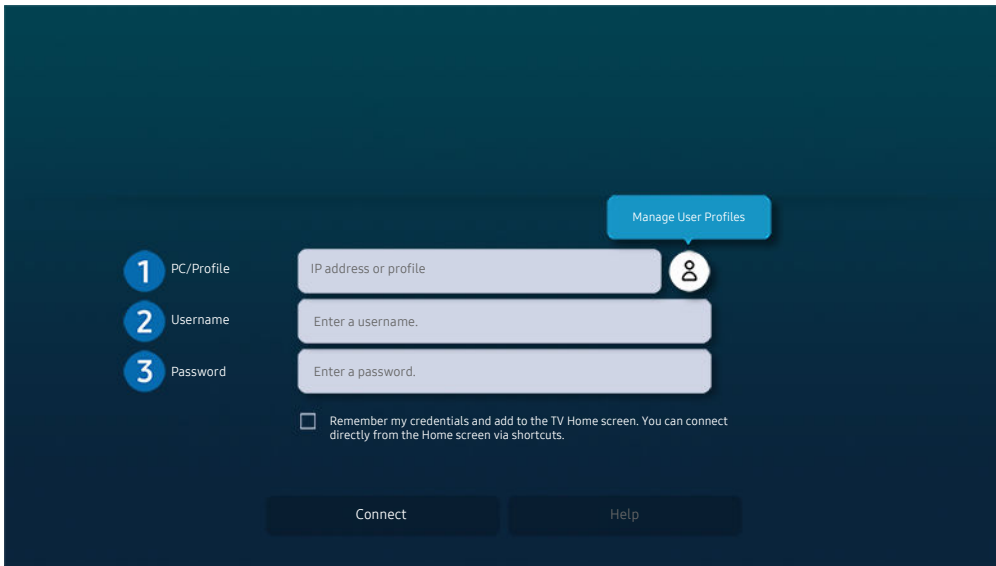 Manage User Profiles
1 PC/Profile IP address or profile
2 Username Enter a username.
3 Password Enter a password.
Remember my credentials and add to the TV Home screen. You can connect
directly from the Home screen via shortcuts.
Connect Help